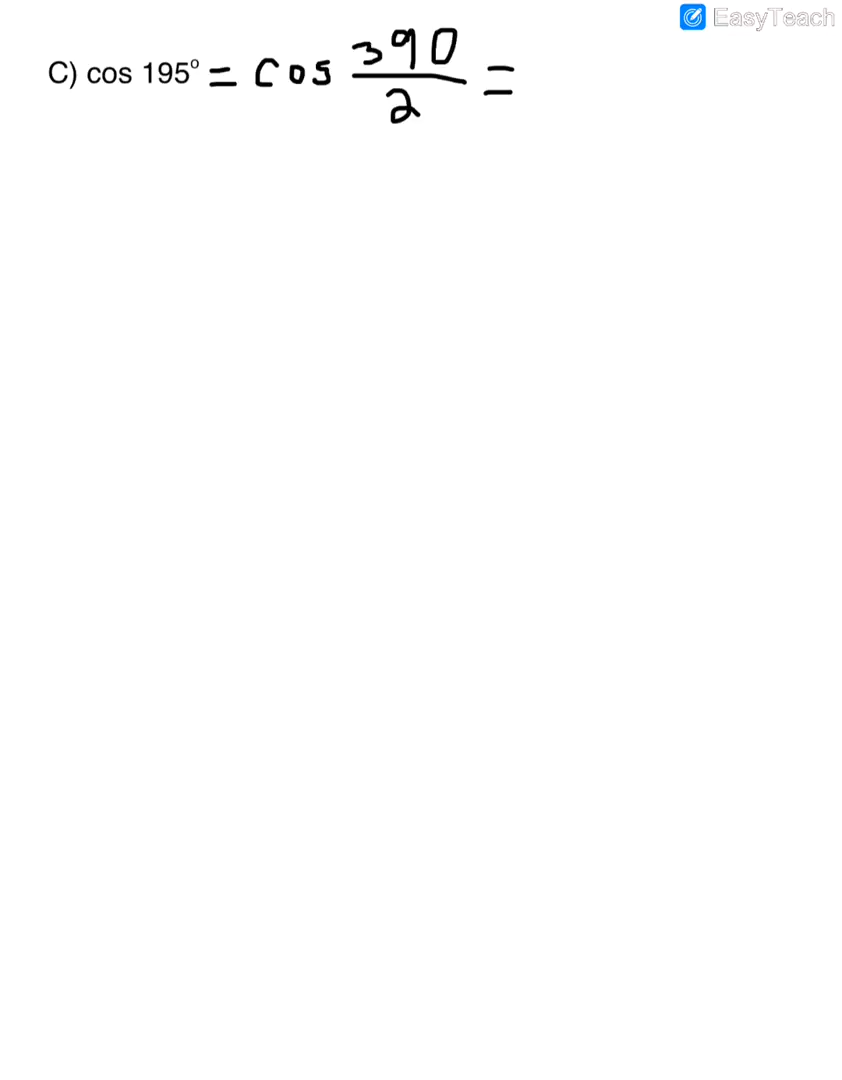 EasyTeach
C) cos 195° = cos 390/2 =